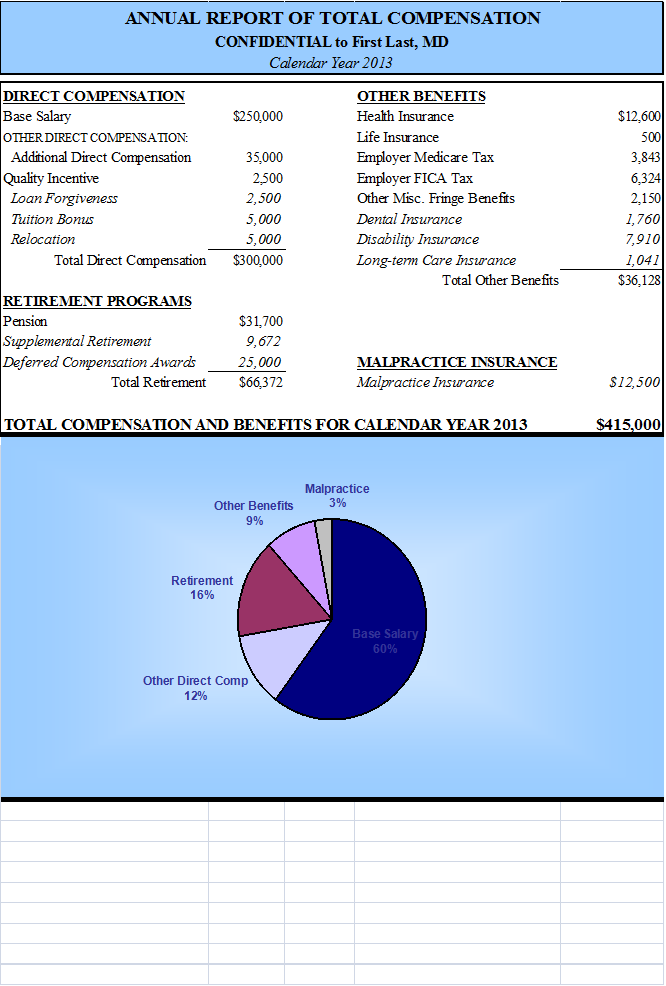 ANNUAL REPORT OF TOTAL COMPENSATION
CONFIDENTIAL to First Last, MD
Calendar Year 2013
DIRECT COMPENSATION
Base Salary $250,000
OTHER DIRECT COMPENSATION:
Additional Direct Compensation 35,000
Quality Incentive 2,500
Loan Forgiveness 2,500
Tuition Bonus 5,000
Relocation 5,000
Total Direct Compensation $300,000
RETIREMENT PROGRAMS
Pension $31,700
Supplemental Retirement 9,672
Deferred Compensation Awards 25,000
Total Retirement $66,372
OTHER BENEFITS
Health Insurance $12,600
Life Insurance 500
Employer Medicare Tax 3,843
Employer FICA Tax 6,324
Other Misc. Fringe Benefits 2,150
Dental Insurance 1,760
Disability Insurance 7,910
Long-term Care Insurance 1,041
Total Other Benefits $36,128
MALPRACTICE INSURANCE
Malpractice Insurance $12,500
TOTAL COMPENSATION AND BENEFITS FOR CALENDAR YEAR 2013 $415,000
Malpractice
3%
Other Benefits
9%
Retirement
16%
Base Salary
60%
Other Direct Comp
12%